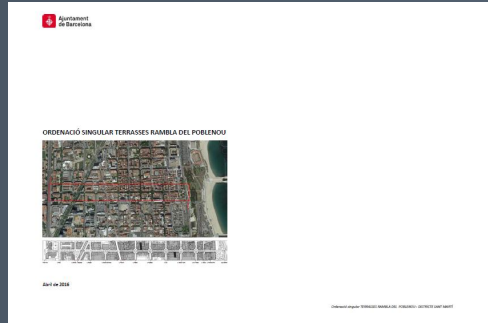 Ajuntament
de Barcelona
ORDENACIÓ SINGULAR TERRASSES RAMBLA DEL POBLENOU
Abril de 2016
Ordenació singular TERRASSES RAMBLA DEL POBLENOU – DISTRICTE SANT MARTÍ